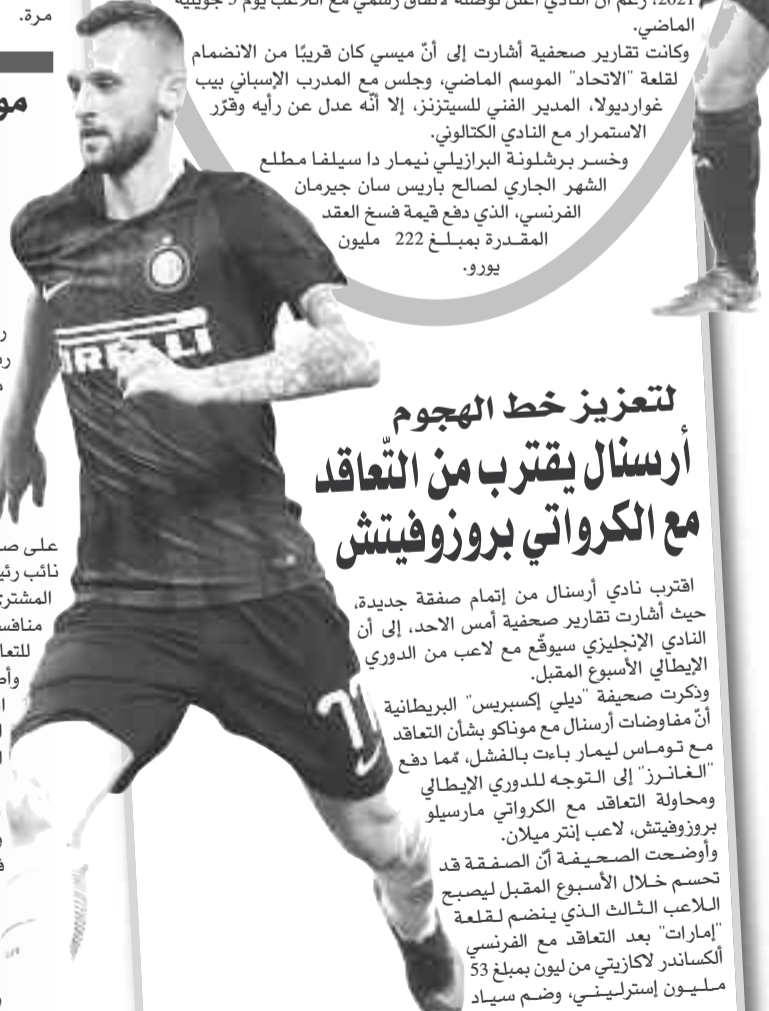 مرة.
2021، رغم أن النادي أعلن توصله لاتفاق رسمي مع اللاعب يوم 5 جويلية
الماضي.
وكانت تقارير صحفية أشارت إلى أنّ ميسي كان قريبًا من الانضمام
لقلعة "الاتحاد" الموسم الماضي، وجلس مع المدرب الإسباني بيب
غوارديولا، المدير الفني للسيتزنز، إلا أنّه عدل عن رأيه وقرّر
الاستمرار مع النادي الكتالوني.
وخسر برشلونة البرازيلي نيمار دا سيلفا مطلع
الشهر الجاري لصالح باريس سان جيرمان
الفرنسي، الذي دفع قيمة فسخ العقد
المقدرة بمبلغ 222 مليون
يورو.
لتعزيز خط الهجوم
أرسنال يقترب من التّعاقد
مع الكرواتي بروزوفيتش
اقترب نادي أرسنال من إتمام صفقة جديدة،
حيث أشارت تقارير صحفية أمس الاحد، إلى أن
النادي الإنجليزي سيوقّع مع لاعب من الدوري
الإيطالي الأسبوع المقبل.
وذكرت صحيفة "ديلي إكسبريس" البريطانية
أنّ مفاوضات أرسنال مع موناكو بشأن التعاقد
مع توماس ليمار باءت بالفشل، مّما دفع
"الغانرز" إلى التوجه للدوري الإيطالي
ومحاولة التعاقد مع الكرواتي مارسيلو
بروزوفيتش، لاعب إنتر ميلان.
وأوضحت الصحيفة أنّ الصفقة قد
تحسم خلال الأسبوع المقبل ليصبح
اللاعب الثالث الذي ينضم لقلعة
"إمارات" بعد التعاقد مع الفرنسي
ألكساندر لاكازيتي من ليون بمبلغ 53
مليون إسترليني، وضم سياد
على
نائب
للتعا
IRELLI
77